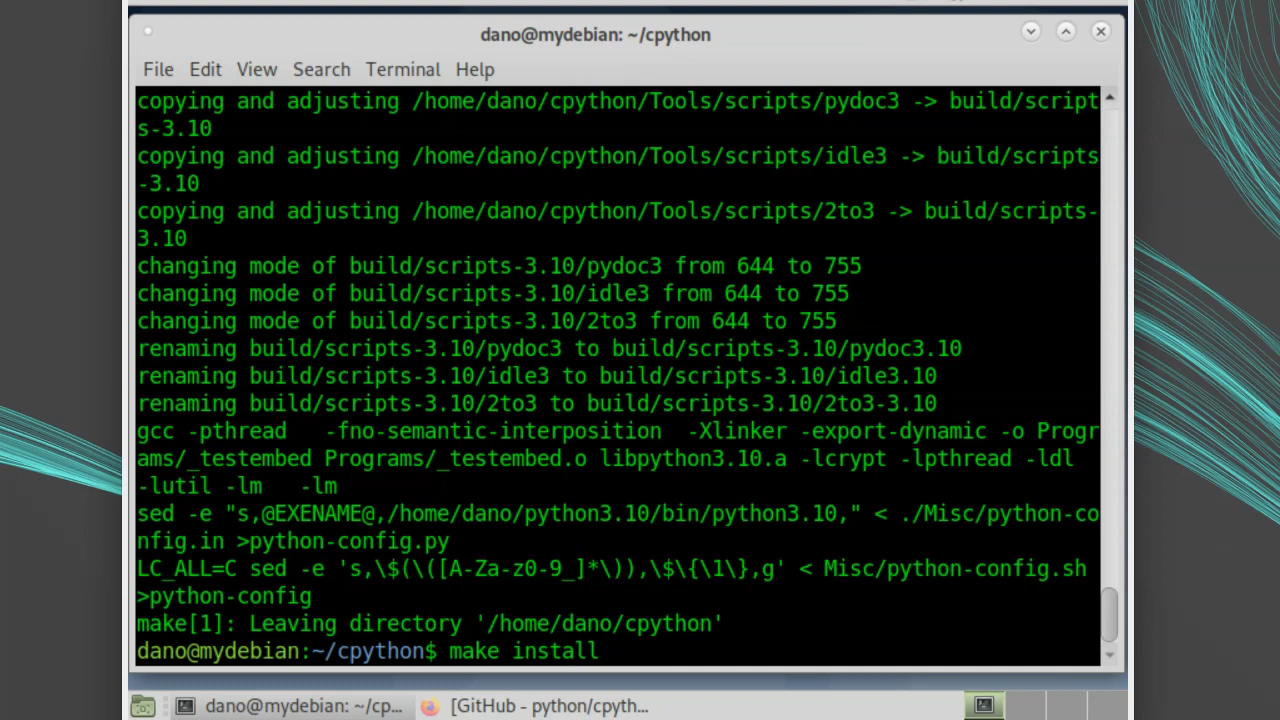 dano@mydebian: ~/cpython
File Edit View Search Terminal Help
copying and adjusting /home/dano/cpython/Tools/scripts/pydoc3 -> build/script
s-3.10
copying and adjusting /home/dano/cpython/Tools/scripts/idle3 -> build/scripts
-3.10
copying and adjusting /home/dano/cpython/Tools/scripts/2to3 -> build/scripts-
3.10
changing mode of build/scripts-3.10/pydoc3 from 644 to 755
changing mode of build/scripts-3.10/idle3 from 644 to 755
changing mode of build/scripts-3.10/2to3 from 644 to 755
renaming build/scripts-3.10/pydoc3 to build/scripts-3.10/pydoc3.10
renaming build/scripts-3.10/idle3 to build/scripts-3.10/idle3.10
renaming build/scripts-3.10/2to3 to build/scripts-3.10/2to3-3.10
gcc -pthread   -fno-semantic-interposition  -Xlinker -export-dynamic -o Progr
ams/_testembed Programs/_testembed.o libpython3.10.a -lcrypt -lpthread -ldl
-lutil -lm   -lm
sed -e "s,@EXENAME@,/home/dano/python3.10/bin/python3.10," < ./Misc/python-co
nfig.in >python-config.py
LC_ALL=C sed -e 's,\$(\([A-Za-z0-9_]*\)),\$\{\1\},g' < Misc/python-config.sh
>python-config
make[1]: Leaving directory '/home/dano/cpython'
dano@mydebian:~/cpython$ make install
dano@mydebian: ~/cp...
[GitHub - python/cpyth...